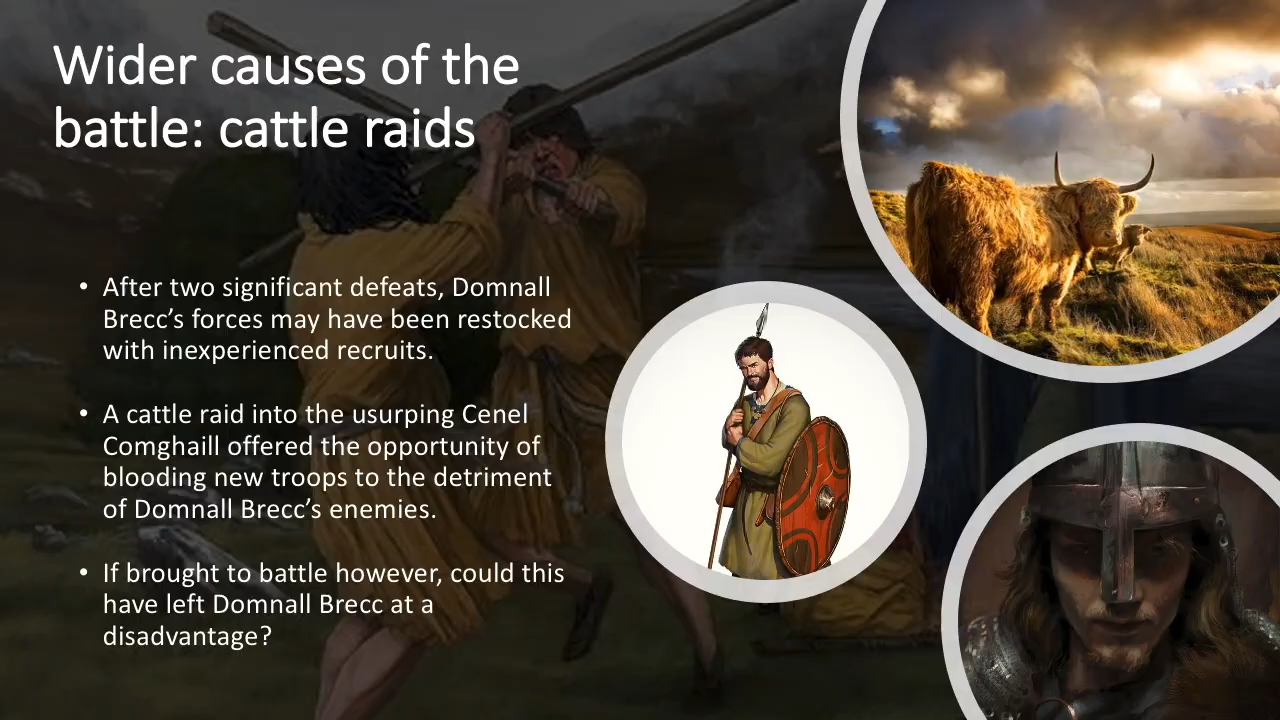 Wider causes of the
battle: cattle raids
• After two significant defeats, Domnall
Brecc’s forces may have been restocked
with inexperienced recruits.
• A cattle raid into the usurping Cenel
Comghaill offered the opportunity of
blooding new troops to the detriment
of Domnall Brecc’s enemies.
• If brought to battle however, could this
have left Domnall Brecc at a
disadvantage?